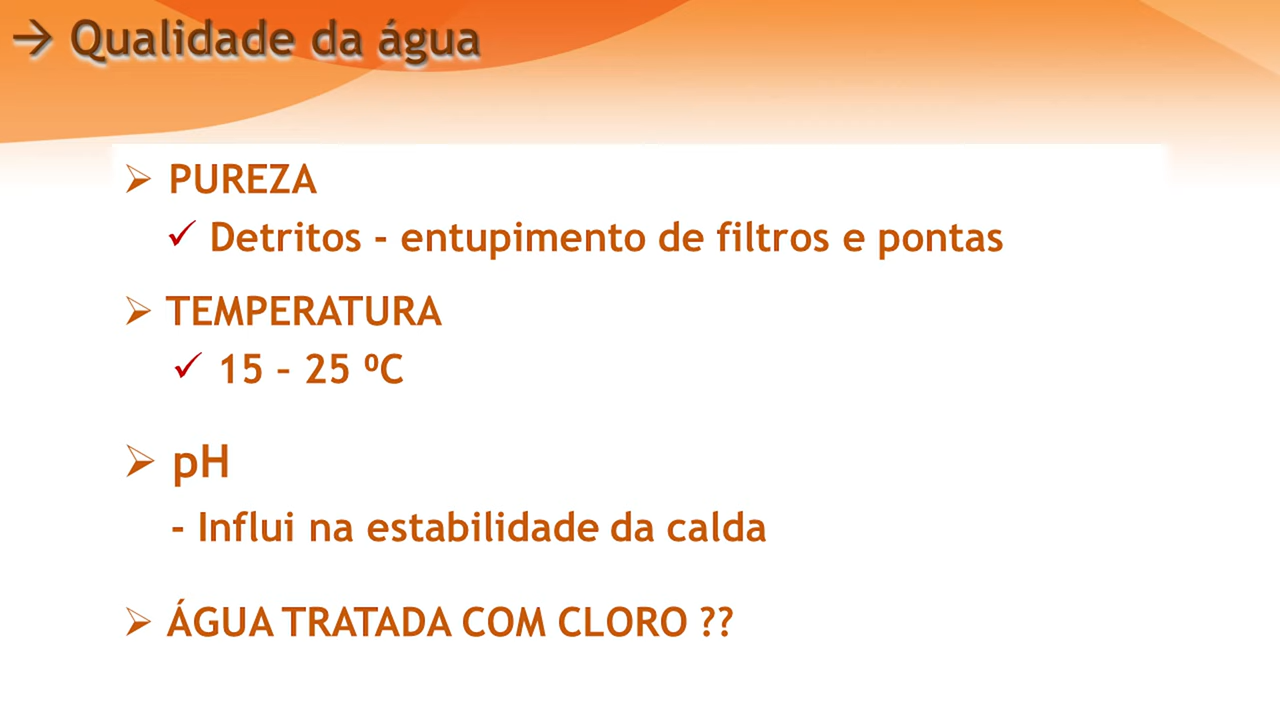 → Qualidade da água
➢ PUREZA
✓ Detritos - entupimento de filtros e pontas
➢ TEMPERATURA
✓ 15 – 25 ⁰C
➢ pH
- Influi na estabilidade da calda
➢ ÁGUA TRATADA COM CLORO ??